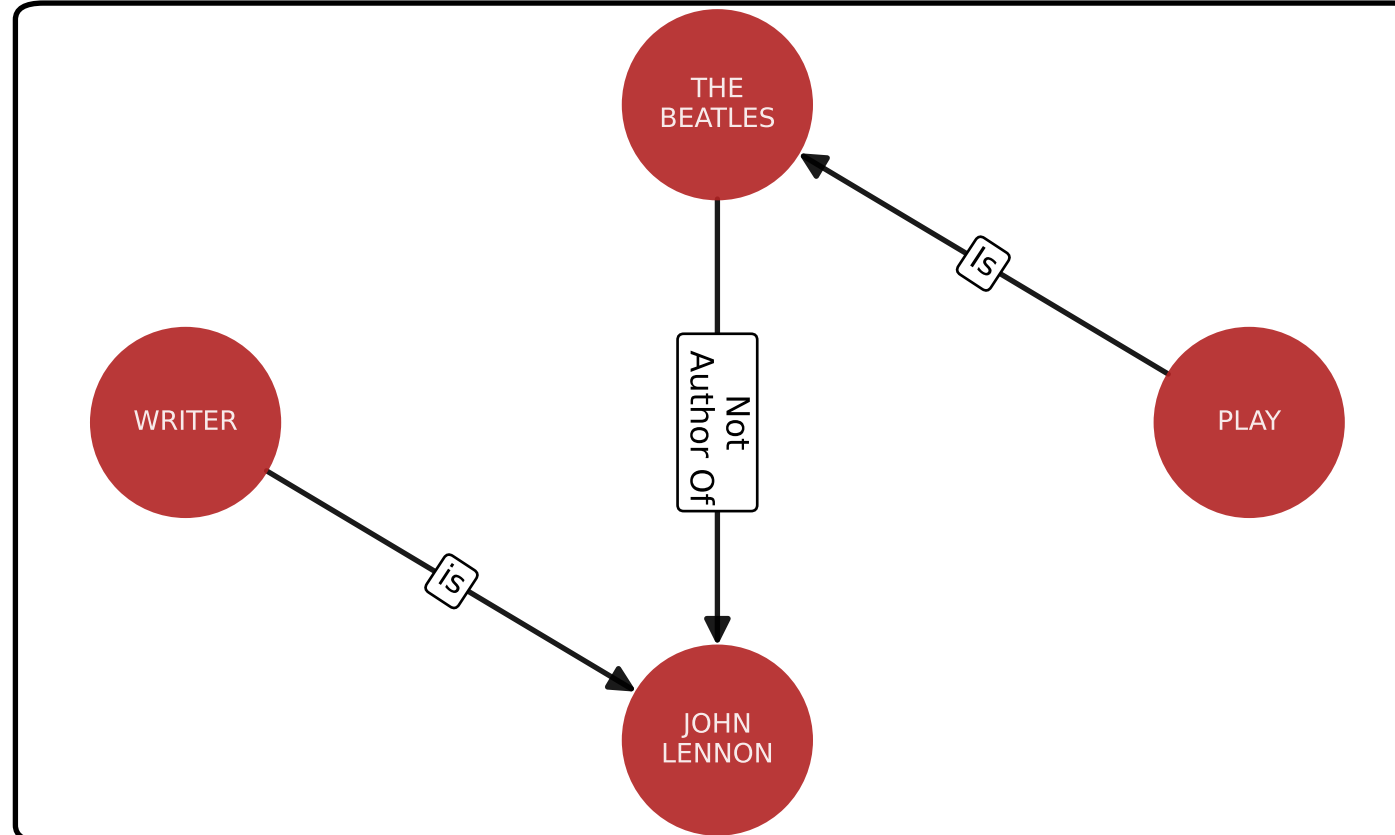 THE
BEATLES
Is
Not
Author Of
WRITER
PLAY
is
JOHN
LENNON